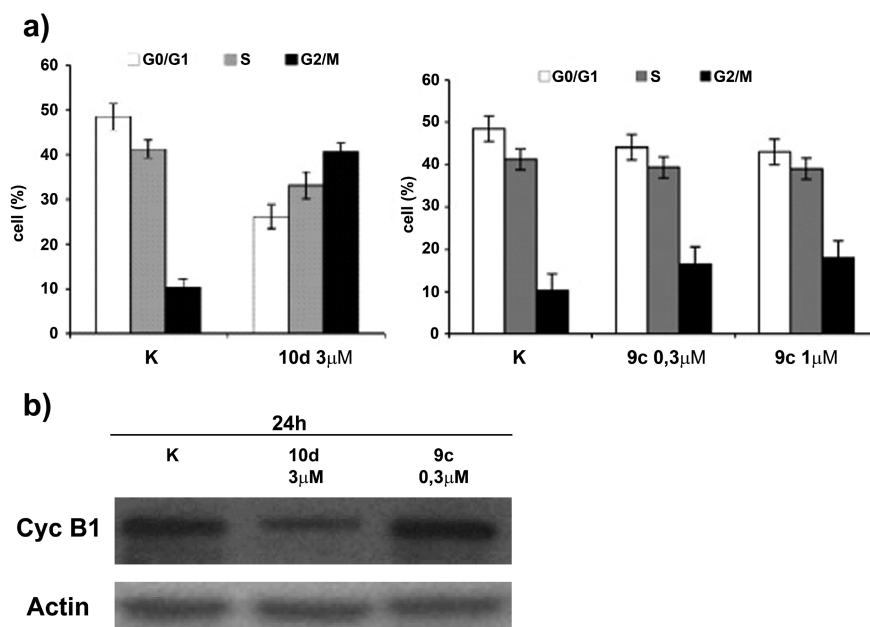 a)
G0/G1 S G2/M
60
50
40
30
20
10
0
cell (%)
K 10d 3μM
G0/G1 S G2/M
60
50
40
30
20
10
0
cell (%)
K 9c 0,3μM 9c 1μM
b)
24h
K 10d 9c
3μM 0,3μM
Cyc B1
Actin